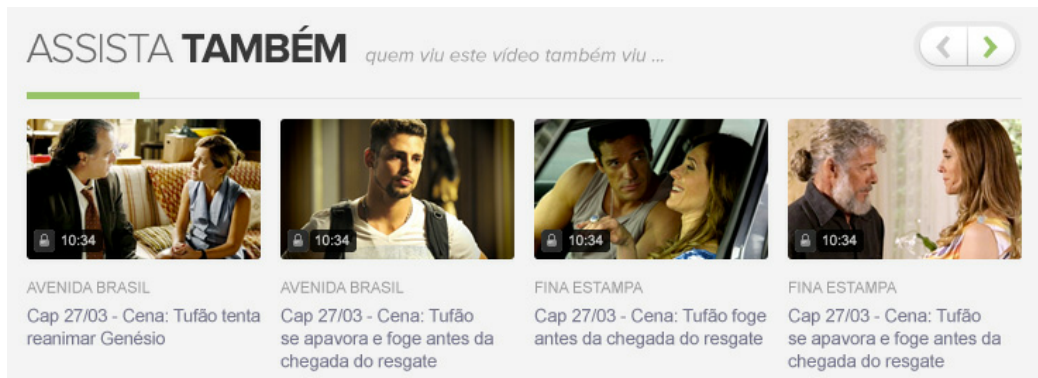 ASSISTA TAMBÉM quem viu este vídeo também viu ...
10:34
10:34
10:34
10:34
AVENIDA BRASIL
Cap 27/03 - Cena: Tufão tenta
reanimar Genésio
AVENIDA BRASIL
Cap 27/03 - Cena: Tufão
se apavora e foge antes da
chegada do resgate
FINA ESTAMPA
Cap 27/03 - Cena: Tufão foge
antes da chegada do resgate
FINA ESTAMPA
Cap 27/03 - Cena: Tufão
se apavora e foge antes da
chegada do resgate